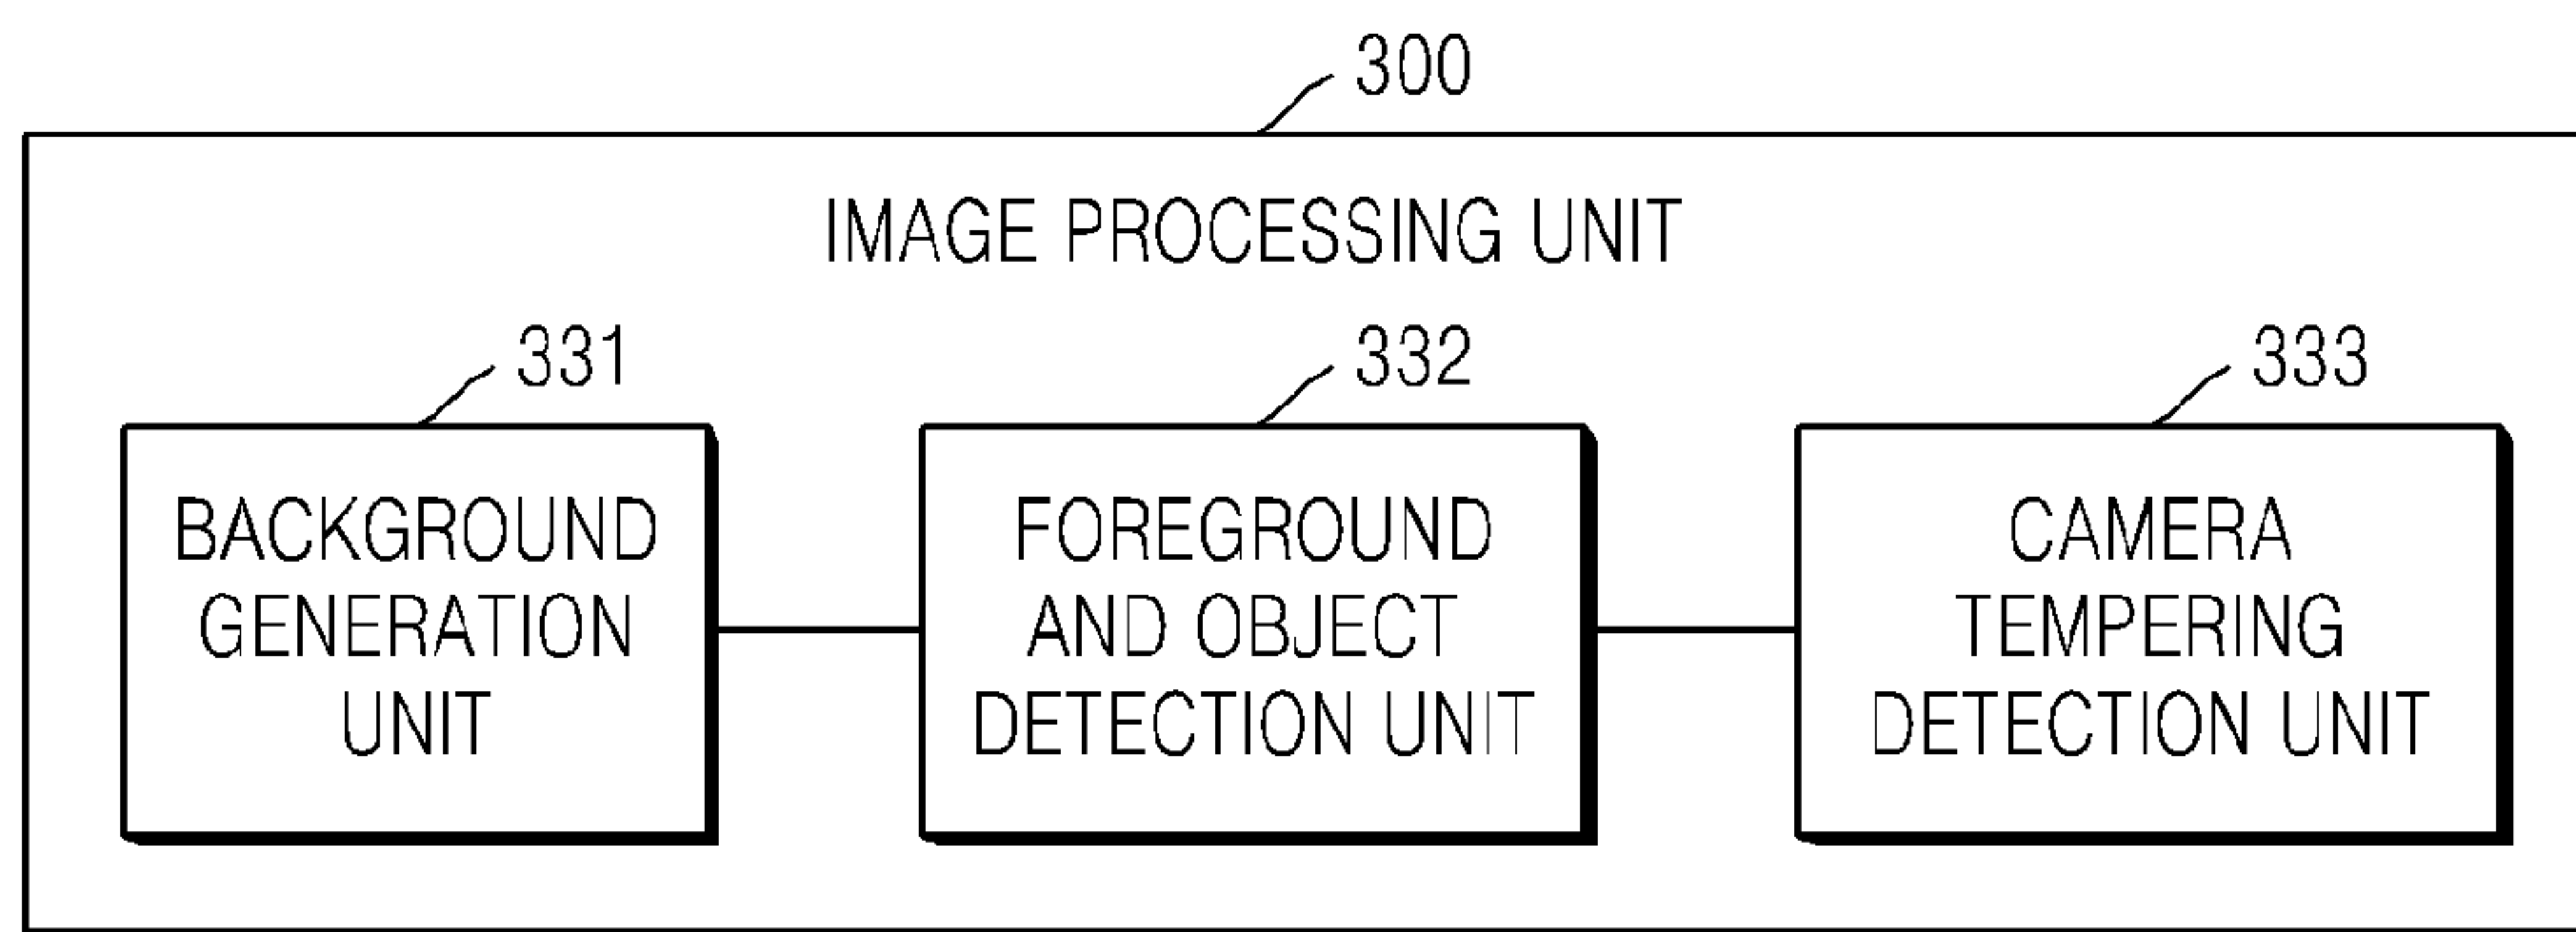 300
IMAGE PROCESSING UNIT
331
332
333
BACKGROUND
GENERATION
UNIT
FOREGROUND
AND OBJECT
DETECTION UNIT
CAMERA
TEMPERING
DETECTION UNIT